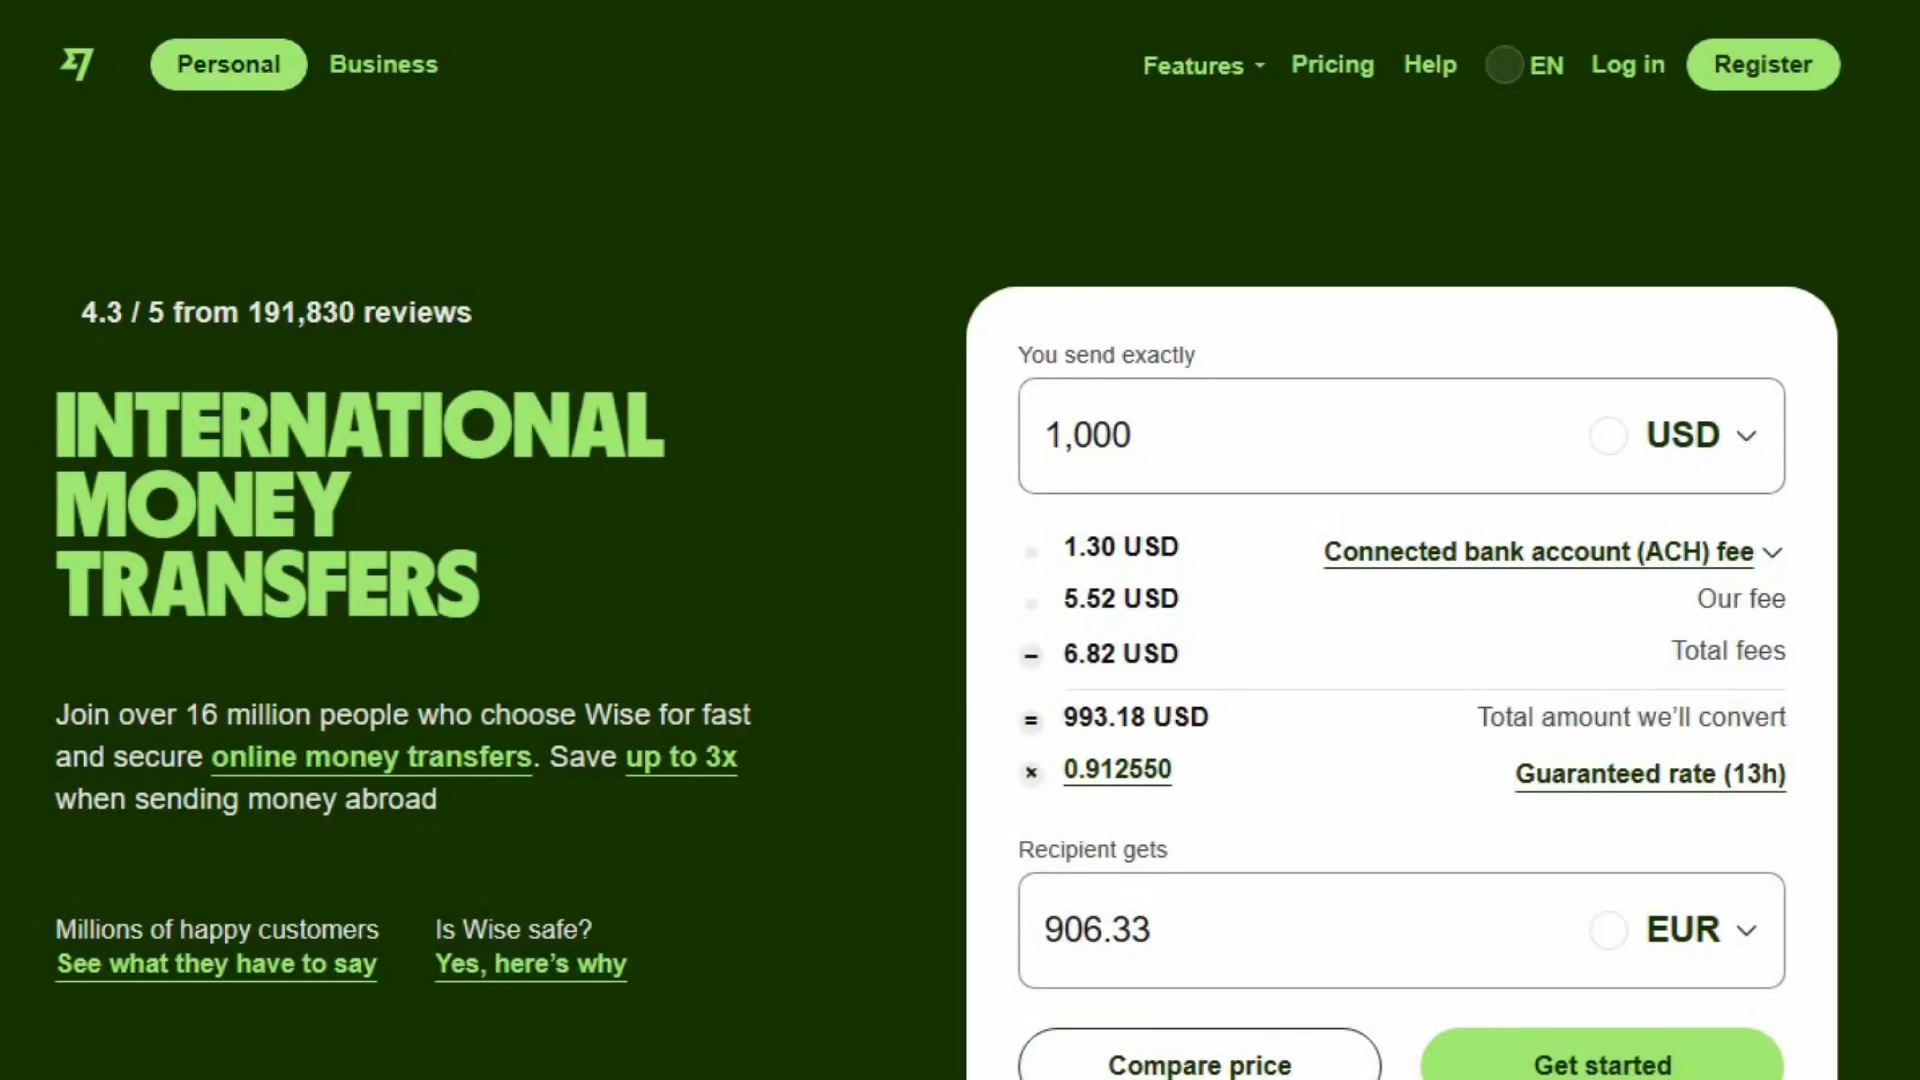 Personal Business Features Pricing Help EN Log in Register
4.3 / 5 from 191,830 reviews
INTERNATIONAL
MONEY
TRANSFERS
Join over 16 million people who choose Wise for fast
and secure online money transfers. Save up to 3x
when sending money abroad
Millions of happy customers
See what they have to say
Is Wise safe?
Yes, here’s why
You send exactly
1,000 USD
1.30 USD Connected bank account (ACH) fee
5.52 USD Our fee
– 6.82 USD Total fees
= 993.18 USD Total amount we’ll convert
× 0.912550 Guaranteed rate (13h)
Recipient gets
906.33 EUR
Compare price Get started